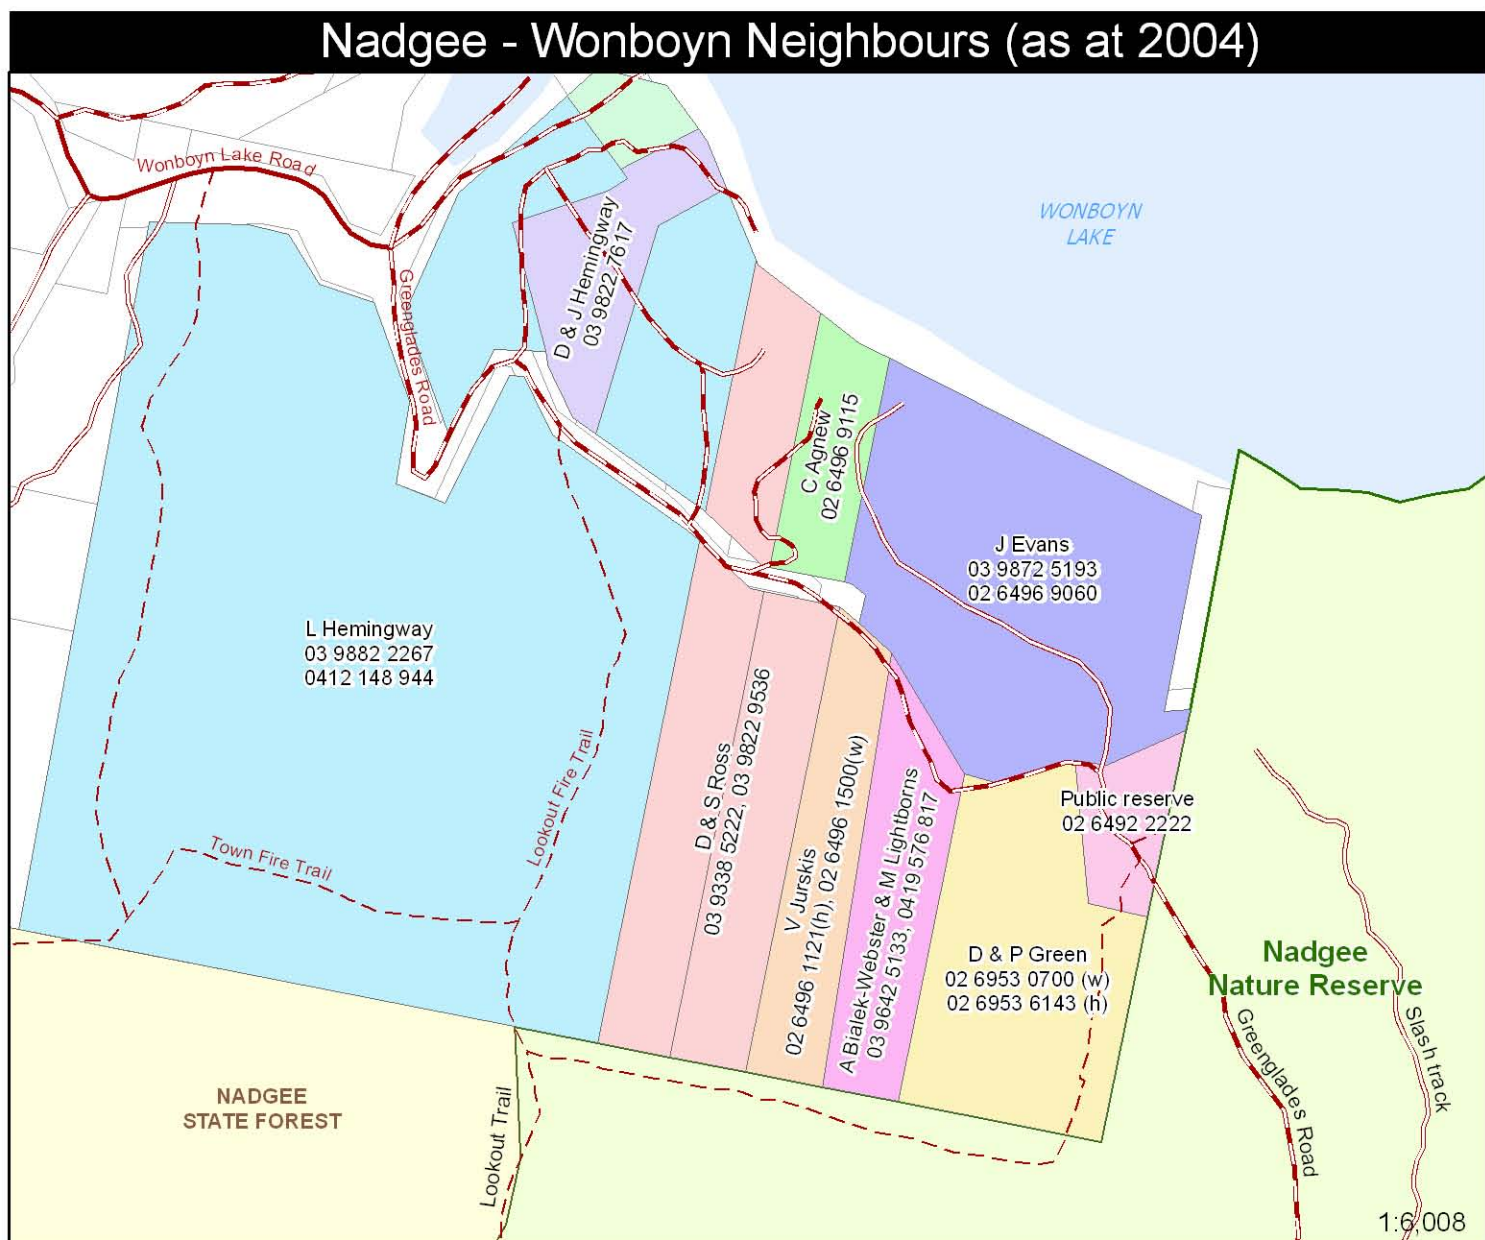 Nadgee - Wonboyn Neighbours (as at 2004)
Wonboyn Lake Road
WONBOYN
LAKE
D & J Hemingway
03 9822 7617
Greenglades Road
C Agnew
02 6496 9115
J Evans
03 9872 5193
02 6496 9060
L Hemingway
03 9882 2267
0412 148 944
D & S Ross
03 9338 5222, 03 9822 9536
Lookout Fire Trail
V Jurskis
02 6496 1121(h), 02 6496 1500(w)
A Bialek-Webster & M Lightborns
03 9642 5133, 0419 576 817
Public reserve
02 6492 2222
Town Fire Trail
D & P Green
02 6953 0700 (w)
02 6953 6143 (h)
Nadgee
Nature Reserve
Greenglades Road
Slash track
NADGEE
STATE FOREST
Lookout Trail
1:6,008